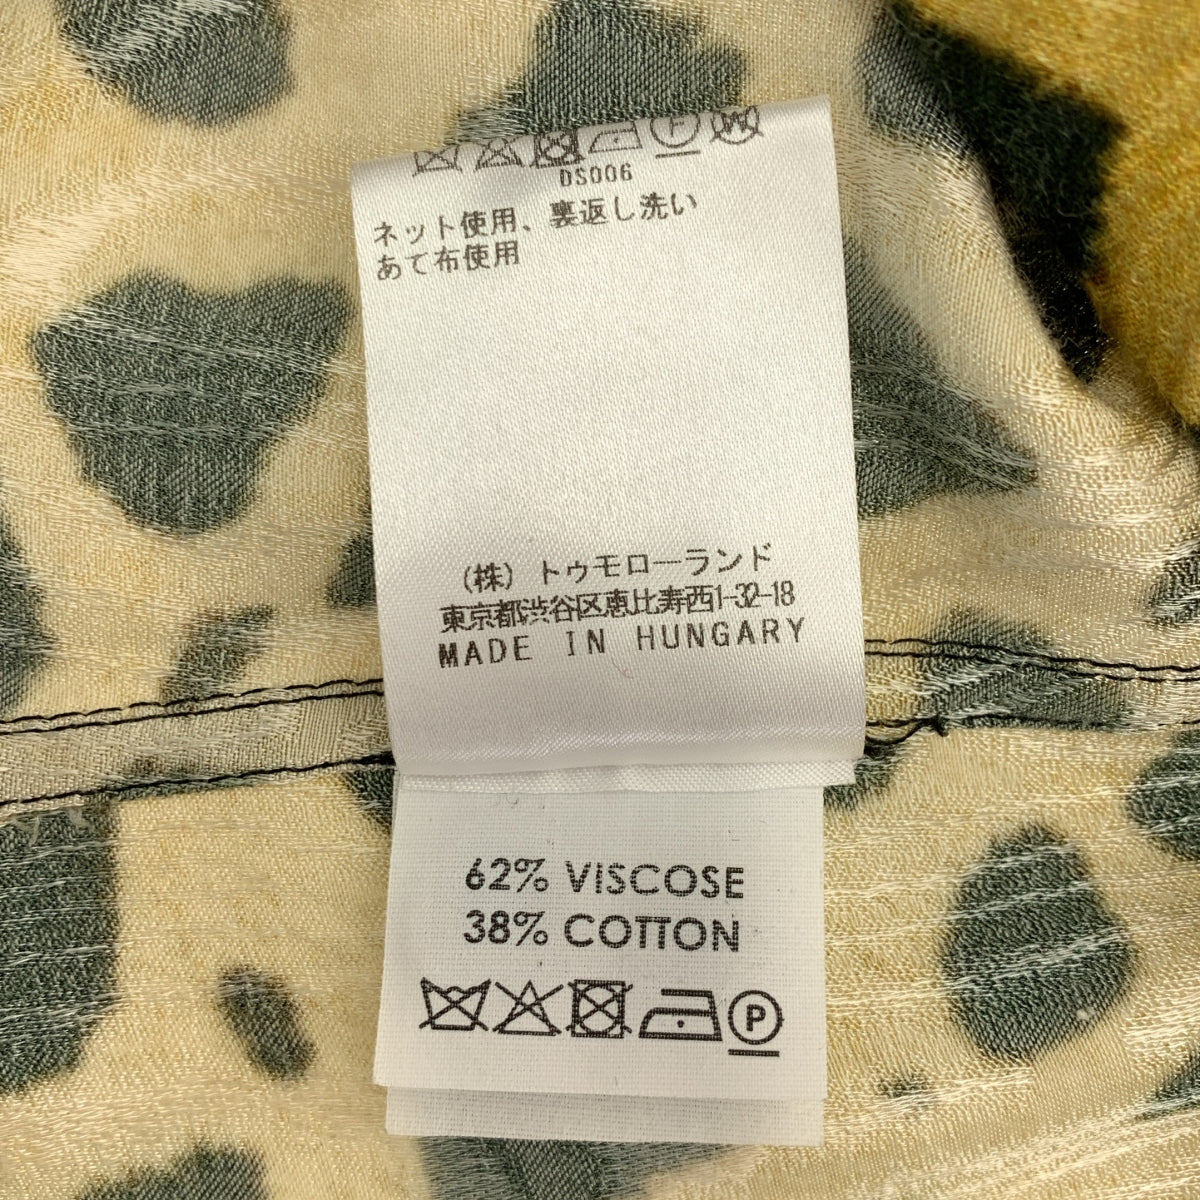 F W
DS006
ネット使用、裏返し洗い
あて布使用
(株) トゥモローランド
東京都渋谷区恵比寿西1-32-18
MADE IN HUNGARY
62% VISCOSE
38% COTTON
P